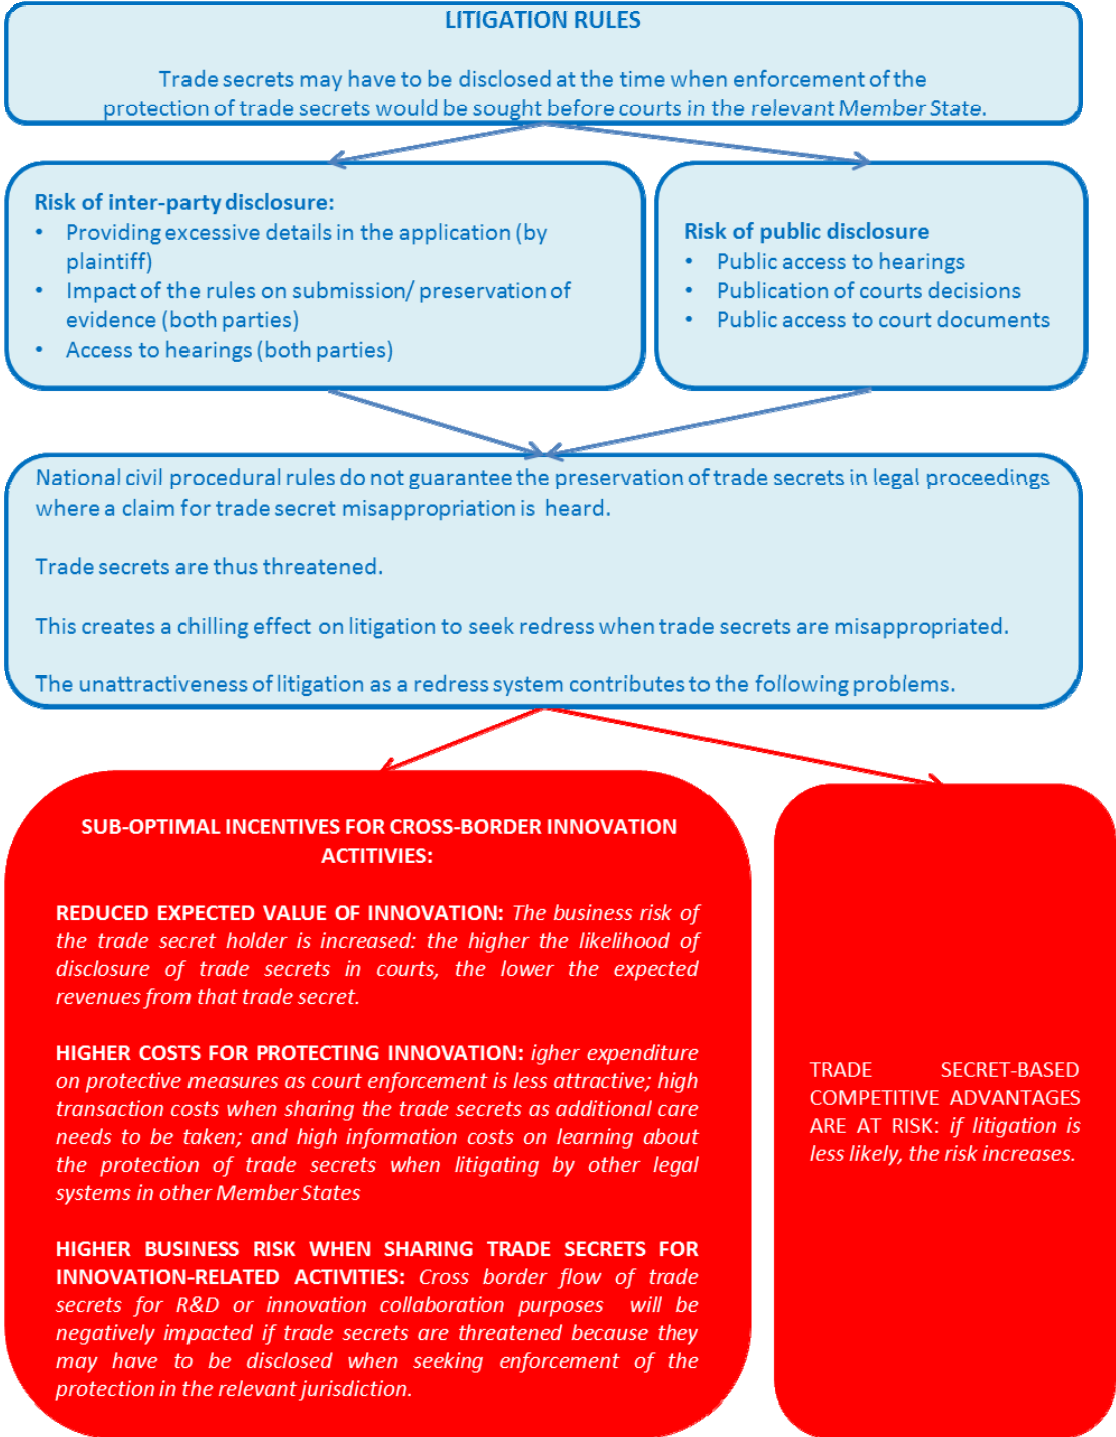 LITIGATION RULES
Trade secrets may have to be disclosed at the time when enforcement of the
protection of trade secrets would be sought before courts in the relevant Member State.
Risk of inter-party disclosure:
• Providing excessive details in the application (by
plaintiff)
• Impact of the rules on submission/ preservation of
evidence (both parties)
• Access to hearings (both parties)
Risk of public disclosure
• Public access to hearings
• Publication of courts decisions
• Public access to court documents
National civil procedural rules do not guarantee the preservation of trade secrets in legal proceedings
where a claim for trade secret misappropriation is heard.
Trade secrets are thus threatened.
This creates a chilling effect on litigation to seek redress when trade secrets are misappropriated.
The unattractiveness of litigation as a redress system contributes to the following problems.
SUB-OPTIMAL INCENTIVES FOR CROSS-BORDER INNOVATION
ACTITIVIES:
REDUCED EXPECTED VALUE OF INNOVATION: The business risk of
the trade secret holder is increased: the higher the likelihood of
disclosure of trade secrets in courts, the lower the expected
revenues from that trade secret.
HIGHER COSTS FOR PROTECTING INNOVATION: igher expenditure
on protective measures as court enforcement is less attractive; high
transaction costs when sharing the trade secrets as additional care
needs to be taken; and high information costs on learning about
the protection of trade secrets when litigating by other legal
systems in other Member States
HIGHER BUSINESS RISK WHEN SHARING TRADE SECRETS FOR
INNOVATION-RELATED ACTIVITIES: Cross border flow of trade
secrets for R&D or innovation collaboration purposes will be
negatively impacted if trade secrets are threatened because they
may have to be disclosed when seeking enforcement of the
protection in the relevant jurisdiction.
TRADE SECRET-BASED
COMPETITIVE ADVANTAGES
ARE AT RISK: if litigation is
less likely, the risk increases.